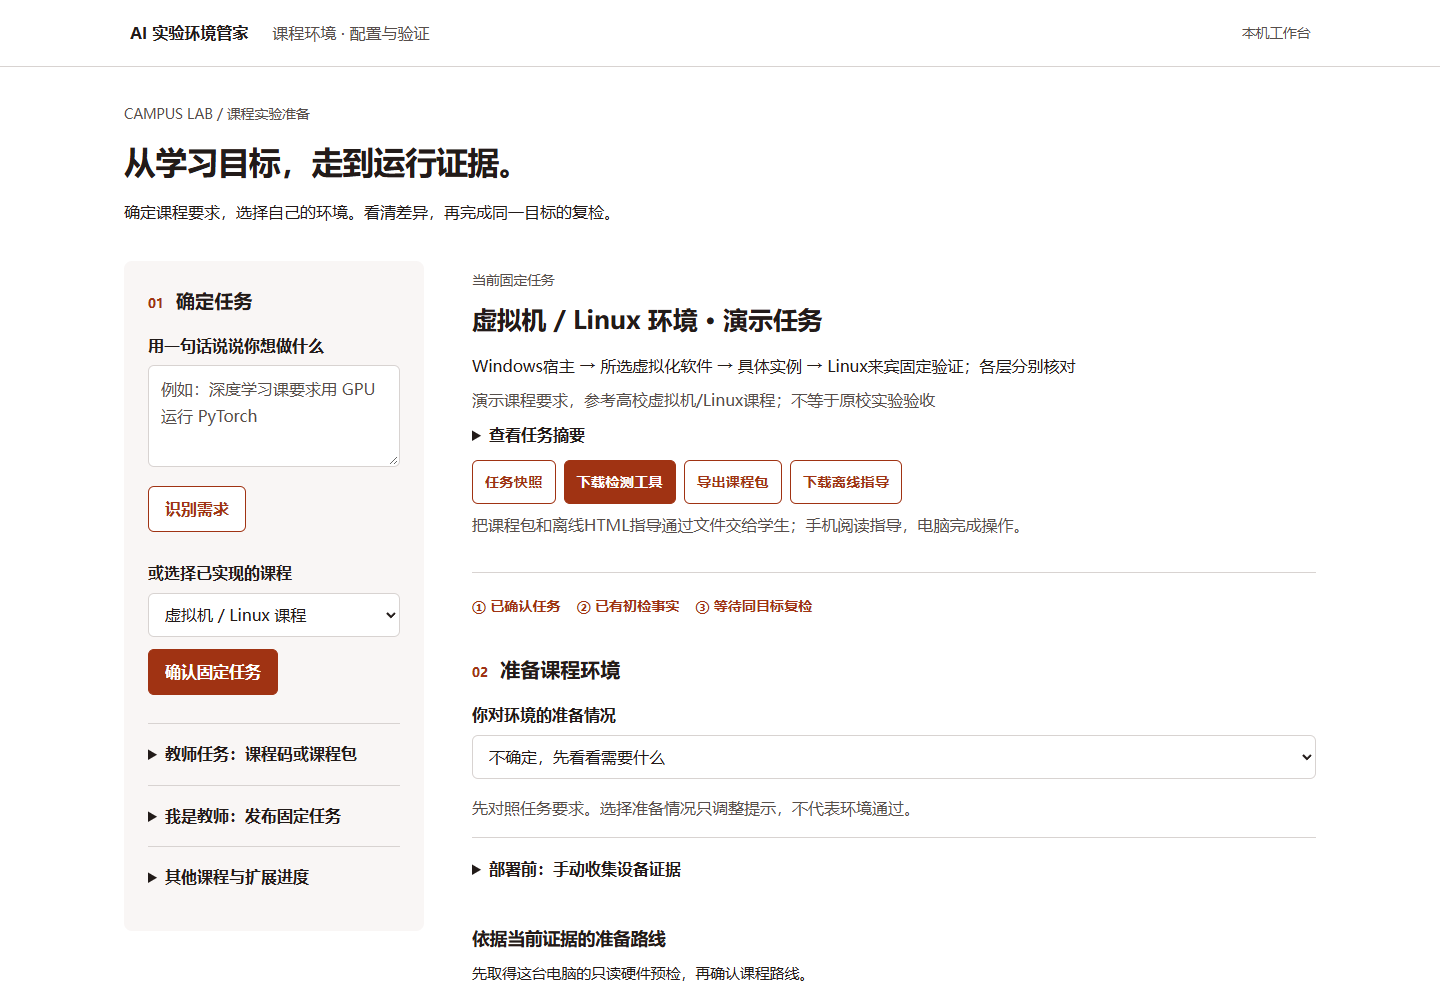 AI 实验环境管家
课程环境 · 配置与验证
本机工作台
CAMPUS LAB / 课程实验准备
从学习目标，走到运行证据。
确定课程要求，选择自己的环境。看清差异，再完成同一目标的复检。
01 确定任务
用一句话说说你想做什么
例如：深度学习课要求用 GPU
运行 PyTorch
识别需求
或选择已实现的课程
虚拟机 / Linux 课程
确认固定任务
教师任务：课程码或课程包
我是教师：发布固定任务
其他课程与扩展进度
当前固定任务
虚拟机 / Linux 环境 · 演示任务
Windows宿主 → 所选虚拟化软件 → 具体实例 → Linux来宾固定验证；各层分别核对
演示课程要求，参考高校虚拟机/Linux课程；不等于原校实验验收
查看任务摘要
任务快照
下载检测工具
导出课程包
下载离线指导
把课程包和离线HTML指导通过文件交给学生；手机阅读指导，电脑完成操作。
① 已确认任务 ② 已有初检事实 ③ 等待同目标复检
02 准备课程环境
你对环境的准备情况
不确定，先看看需要什么
先对照任务要求。选择准备情况只调整提示，不代表环境通过。
部署前：手动收集设备证据
依据当前证据的准备路线
先取得这台电脑的只读硬件预检，再确认课程路线。